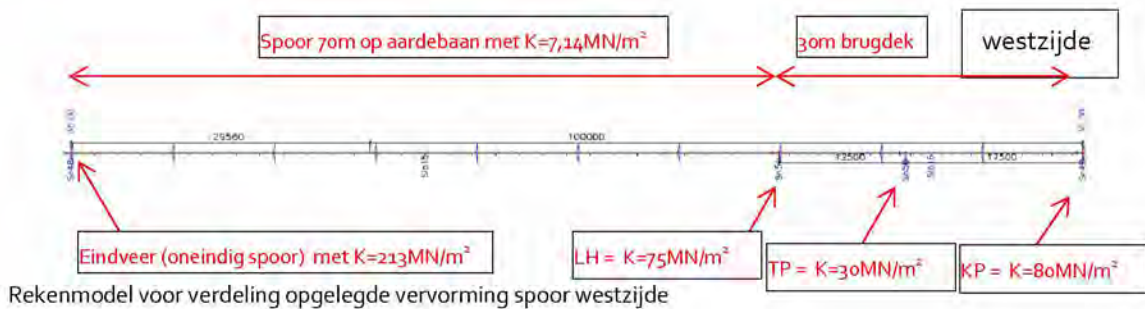 Spoor 70m op aardebaan met K=7,14MN/m²
30m brugdek
westzijde
29560
100000
12500
17500
Eindveer (oneindig spoor) met K=213MN/m²
LH = K=75MN/m²
TP = K=30MN/m²
KP = K=80MN/m²
Rekenmodel voor verdeling opgelegde vervorming spoor westzijde